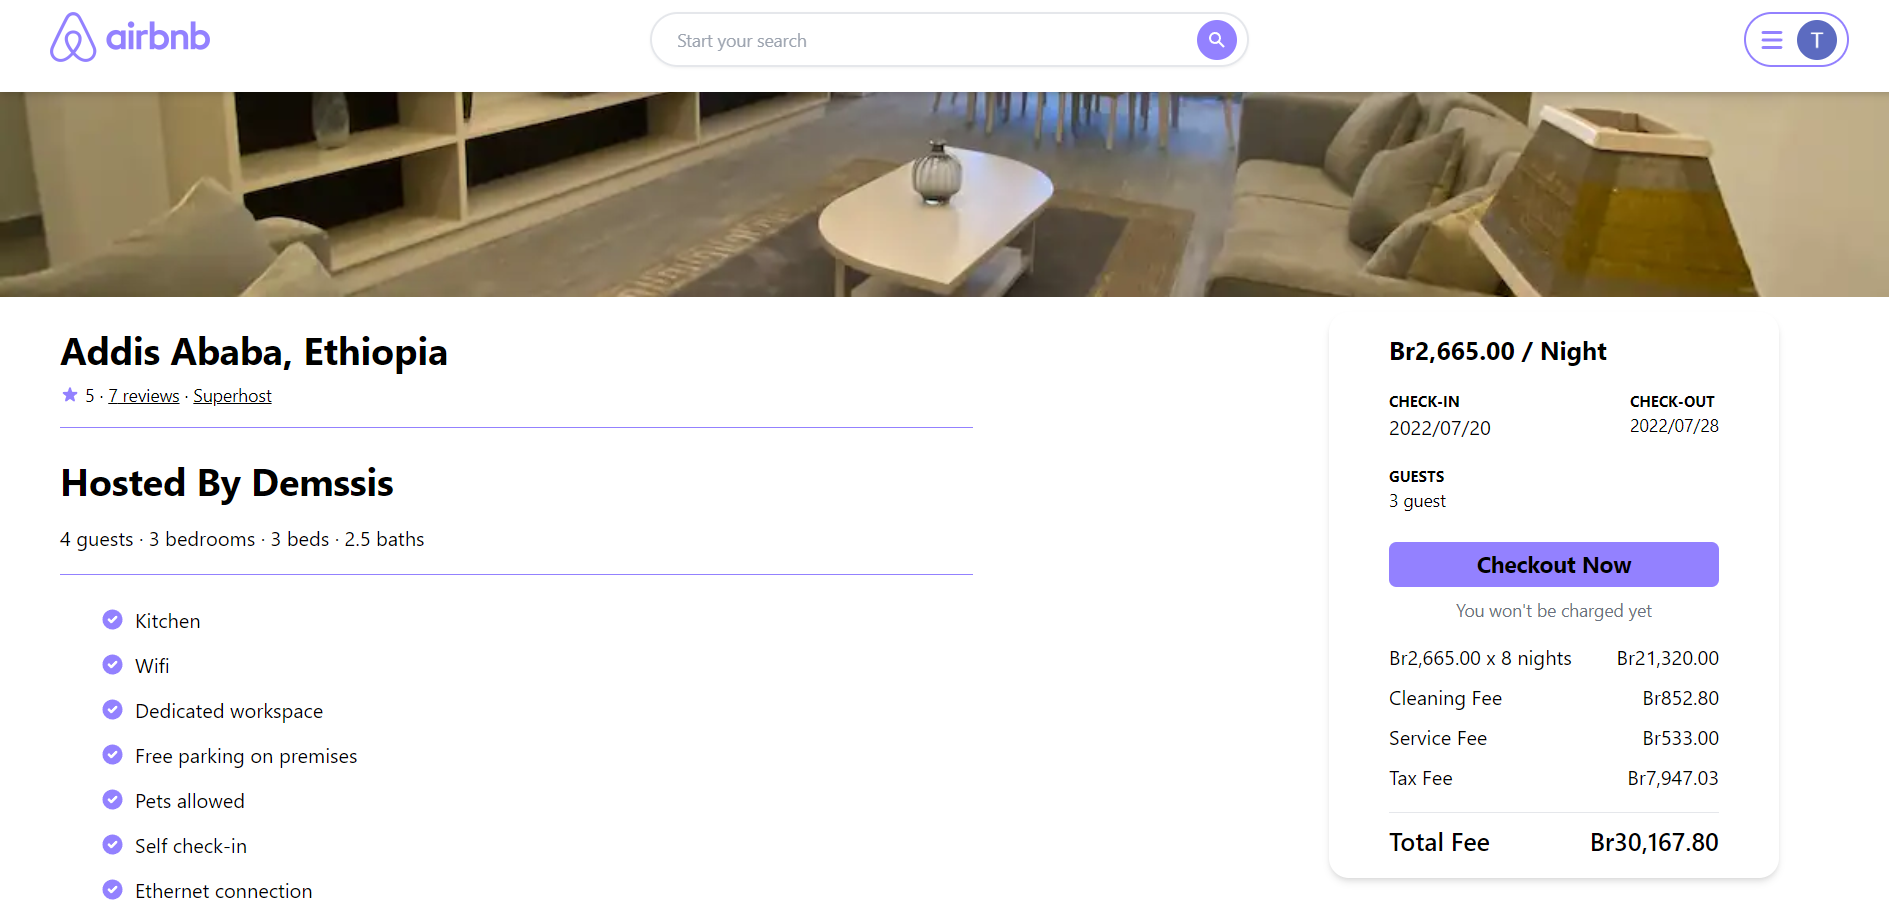 airbnb
Start your search
T
Addis Ababa, Ethiopia
5 · 7 reviews · Superhost
Hosted By Demssis
4 guests · 3 bedrooms · 3 beds · 2.5 baths
Kitchen
Wifi
Dedicated workspace
Free parking on premises
Pets allowed
Self check-in
Ethernet connection
Br2,665.00 / Night
CHECK-IN CHECK-OUT
2022/07/20 2022/07/28
GUESTS
3 guest
Checkout Now
You won't be charged yet
Br2,665.00 x 8 nights Br21,320.00
Cleaning Fee Br852.80
Service Fee Br533.00
Tax Fee Br7,947.03
Total Fee Br30,167.80